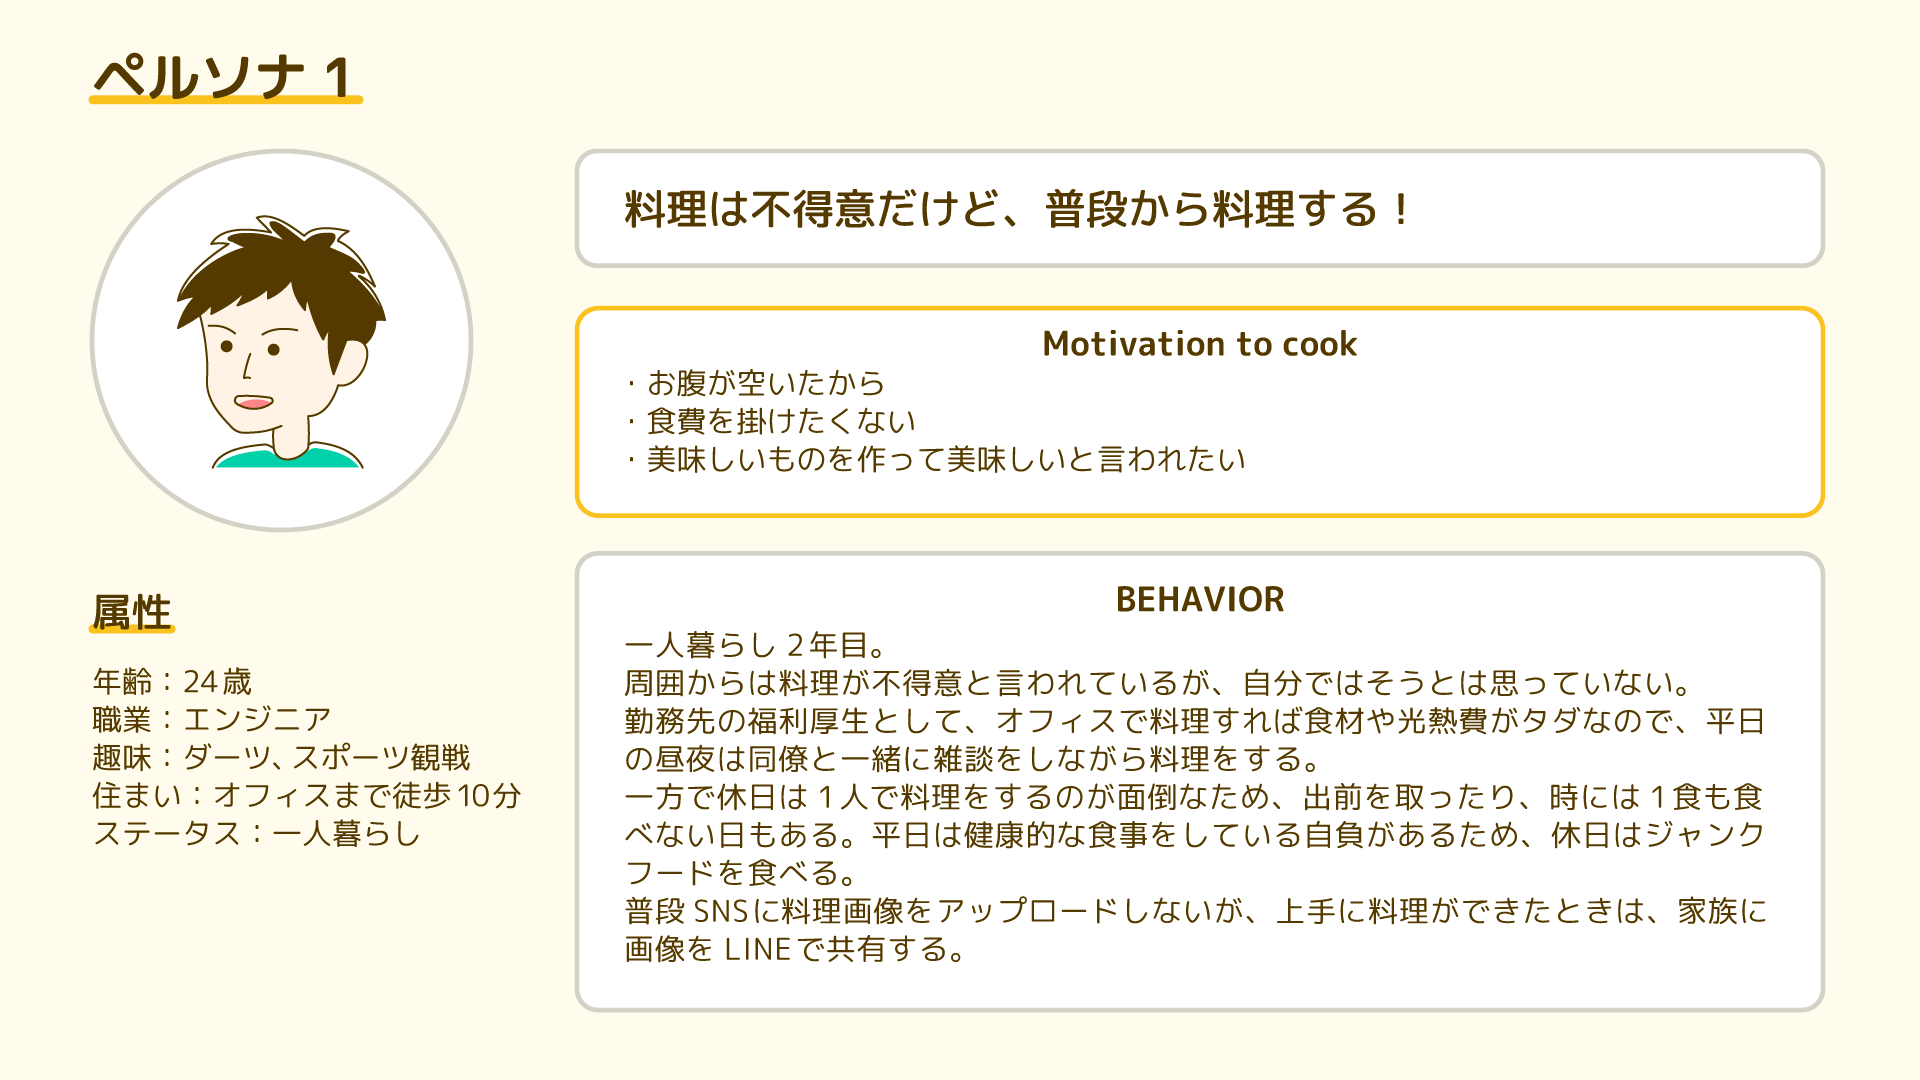 ペルソナ 1
料理は不得意だけど、普段から料理する！
Motivation to cook
・お腹が空いたから
・食費を掛けたくない
・美味しいものを作って美味しいと言われたい
属性
年齢：24歳
職業：エンジニア
趣味：ダーツ、スポーツ観戦
住まい：オフィスまで徒歩10分
ステータス：一人暮らし
BEHAVIOR
一人暮らし 2年目。
周囲からは料理が不得意と言われているが、自分ではそうとは思っていない。
勤務先の福利厚生として、オフィスで料理すれば食材や光熱費がタダなので、平日
の昼夜は同僚と一緒に雑談をしながら料理をする。
一方で休日は 1人で料理をするのが面倒なため、出前を取ったり、時には 1食も食
べない日もある。平日は健康的な食事をしている自負があるため、休日はジャンク
フードを食べる。
普段 SNSに料理画像をアップロードしないが、上手に料理ができたときは、家族に
画像を LINEで共有する。